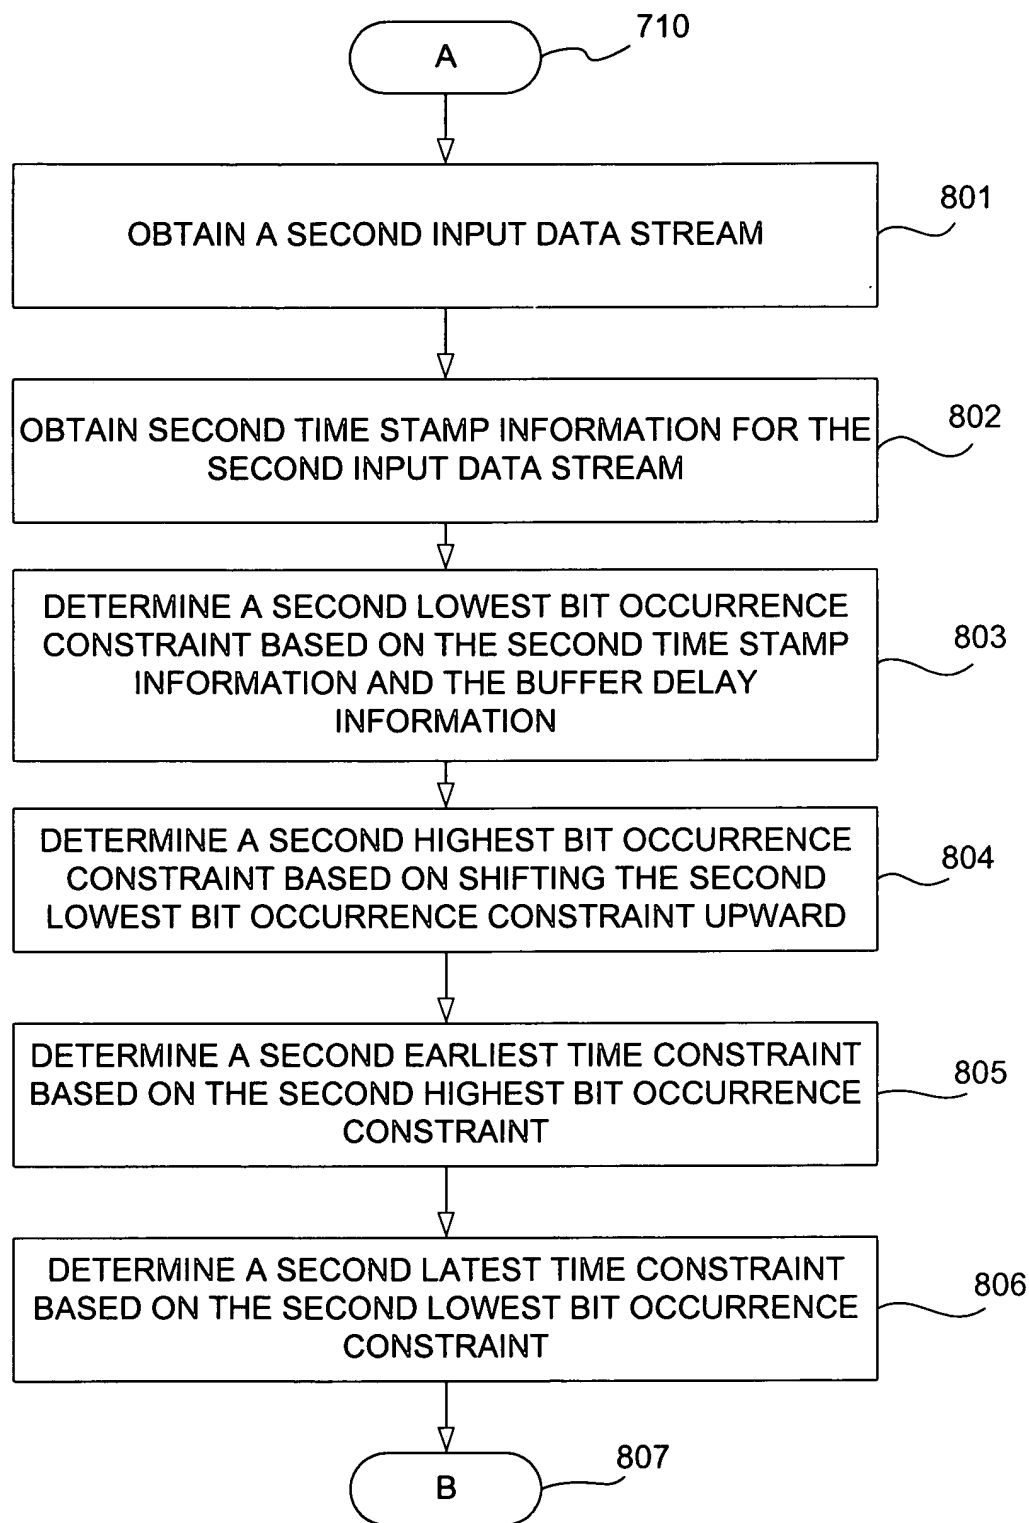 710
A
801
OBTAIN A SECOND INPUT DATA STREAM
802
OBTAIN SECOND TIME STAMP INFORMATION FOR THE
SECOND INPUT DATA STREAM
803
DETERMINE A SECOND LOWEST BIT OCCURRENCE
CONSTRAINT BASED ON THE SECOND TIME STAMP
INFORMATION AND THE BUFFER DELAY
INFORMATION
804
DETERMINE A SECOND HIGHEST BIT OCCURRENCE
CONSTRAINT BASED ON SHIFTING THE SECOND
LOWEST BIT OCCURRENCE CONSTRAINT UPWARD
805
DETERMINE A SECOND EARLIEST TIME CONSTRAINT
BASED ON THE SECOND HIGHEST BIT OCCURRENCE
CONSTRAINT
806
DETERMINE A SECOND LATEST TIME CONSTRAINT
BASED ON THE SECOND LOWEST BIT OCCURRENCE
CONSTRAINT
807
B